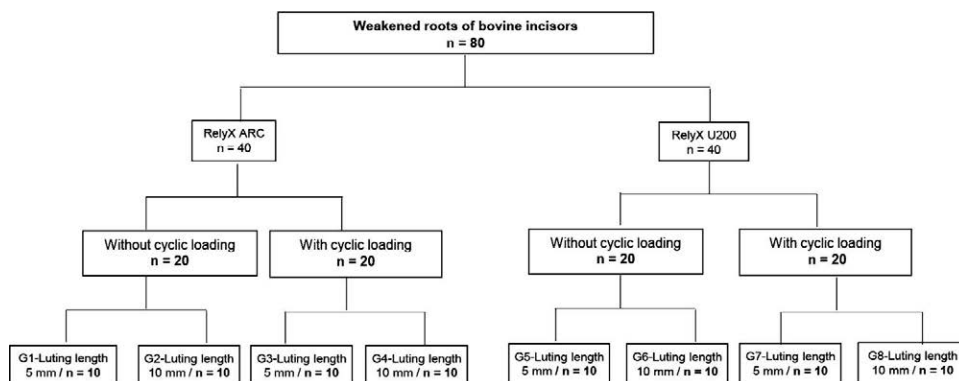 Weakened roots of bovine incisors
n = 80
RelyX ARC
n = 40
RelyX U200
n = 40
Without cyclic loading
n = 20
With cyclic loading
n = 20
Without cyclic loading
n = 20
With cyclic loading
n = 20
G1-Luting length
5 mm / n = 10
G2-Luting length
10 mm / n = 10
G3-Luting length
5 mm / n = 10
G4-Luting length
10 mm / n = 10
G5-Luting length
5 mm / n = 10
G6-Luting length
10 mm / n = 10
G7-Luting length
5 mm / n = 10
G8-Luting length
10 mm / n = 10